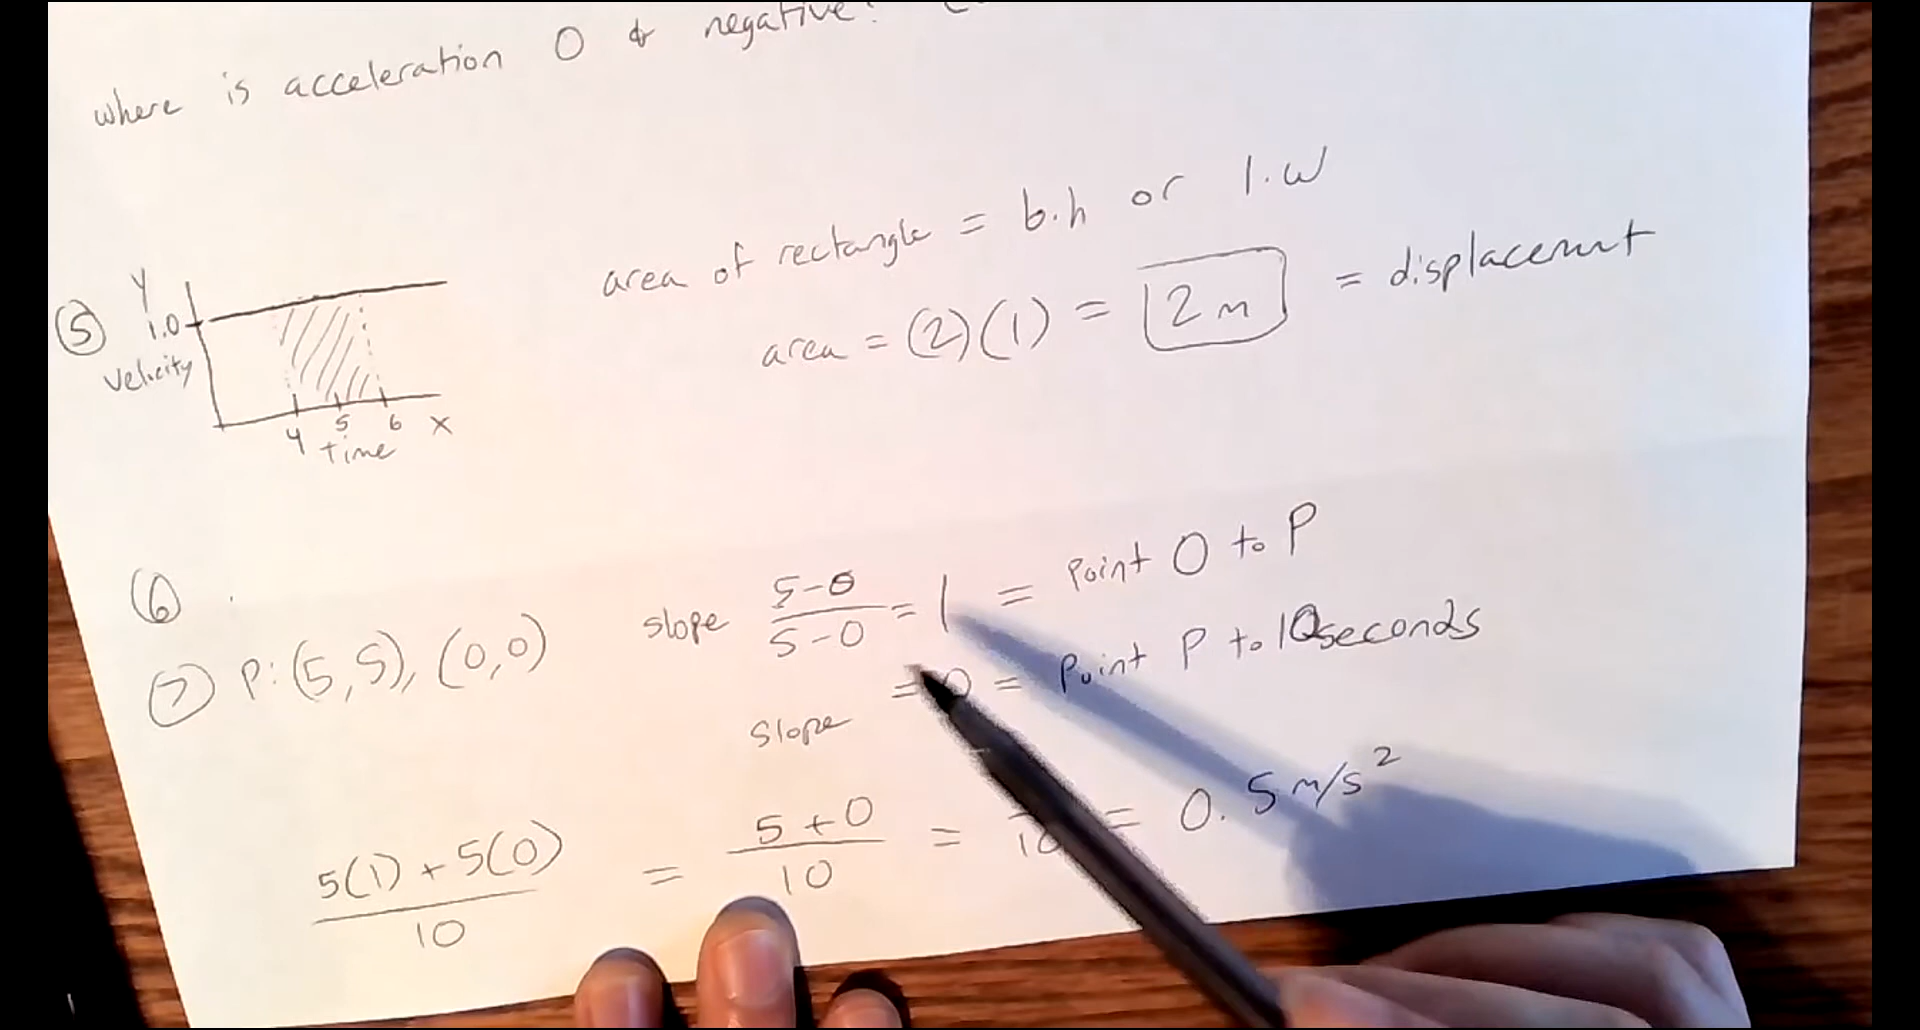 where is acceleration 0 & negative?
area of rectangle = b.h or l.w
area = (2)(1) = 2 m = displacement
5
y
1.0
velocity
4 5 6 x
time
6
slope 5-0/5-0 = 1 = Point O to P
7 P: (5,5), (0,0)
slope = 0 = Point P to 10seconds
5(1) + 5(0)/10 = 5+0/10 = /10 = 0.5 m/s²